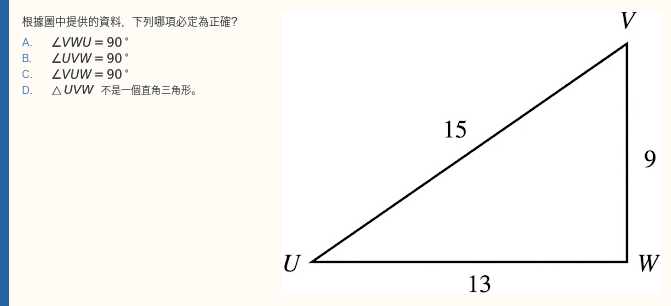 根據圖中提供的資料，下列哪項必定為正確？
A. ∠VWU = 90°
B. ∠UVW = 90°
C. ∠VUW = 90°
D. △UVW 不是一個直角三角形。
V
15
9
U
W
13